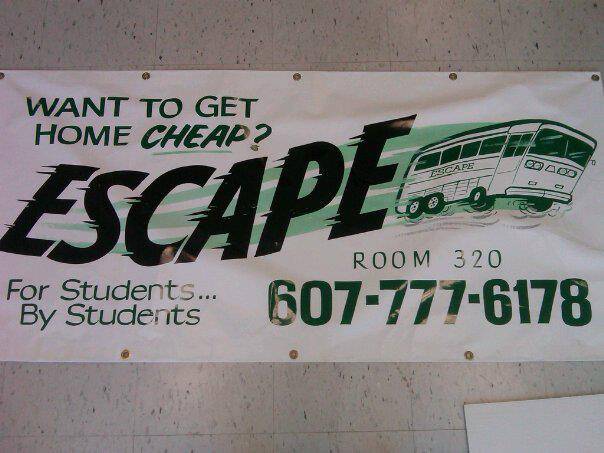 WANT TO GET
HOME CHEAP?
ESCAPE
ESCAPE
ROOM 320
For Students...
By Students
607-777-6178